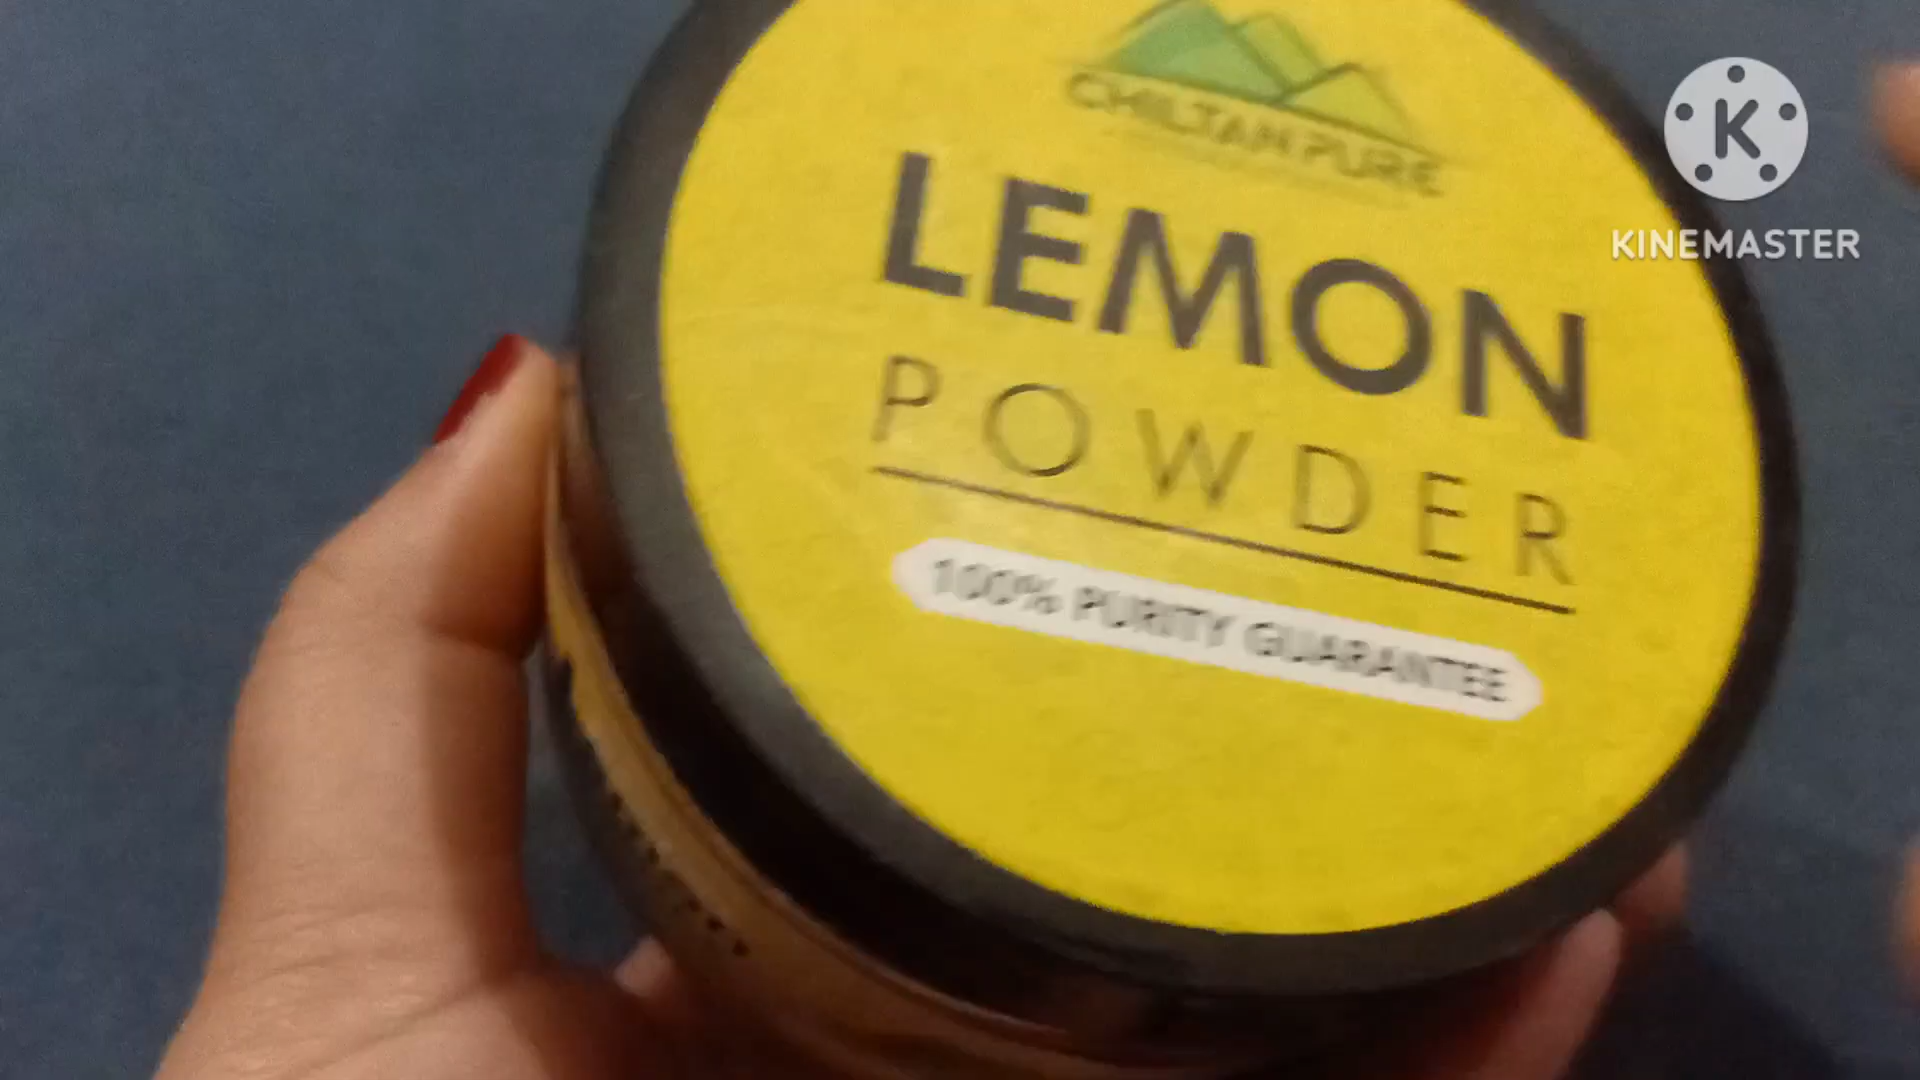 CHILTAN PURE
LEMON
POWDER
100% PURITY GUARANTEE
K
KINEMASTER